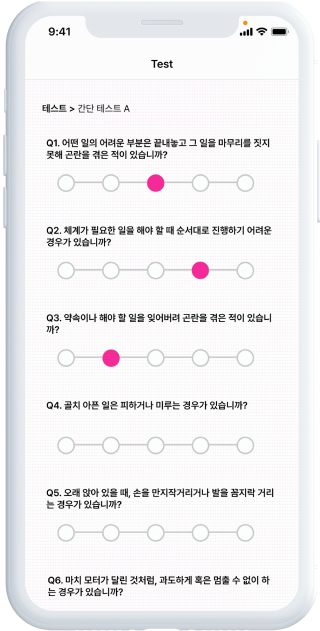 9:41
Test
테스트 > 간단 테스트 A
Q1. 어떤 일의 어려운 부분은 끝내놓고 그 일을 마무리를 짓지
못해 곤란을 겪은 적이 있습니까?
Q2. 체계가 필요한 일을 해야 할 때 순서대로 진행하기 어려운
경우가 있습니까?
Q3. 약속이나 해야 할 일을 잊어버려 곤란을 겪은 적이 있습니
까?
Q4. 골치 아픈 일은 피하거나 미루는 경우가 있습니까?
Q5. 오래 앉아 있을 때, 손을 만지작거리거나 발을 꼼지락 거리
는 경우가 있습니까?
Q6. 마치 모터가 달린 것처럼, 과도하게 혹은 멈출 수 없이 하
는 경우가 있습니까?